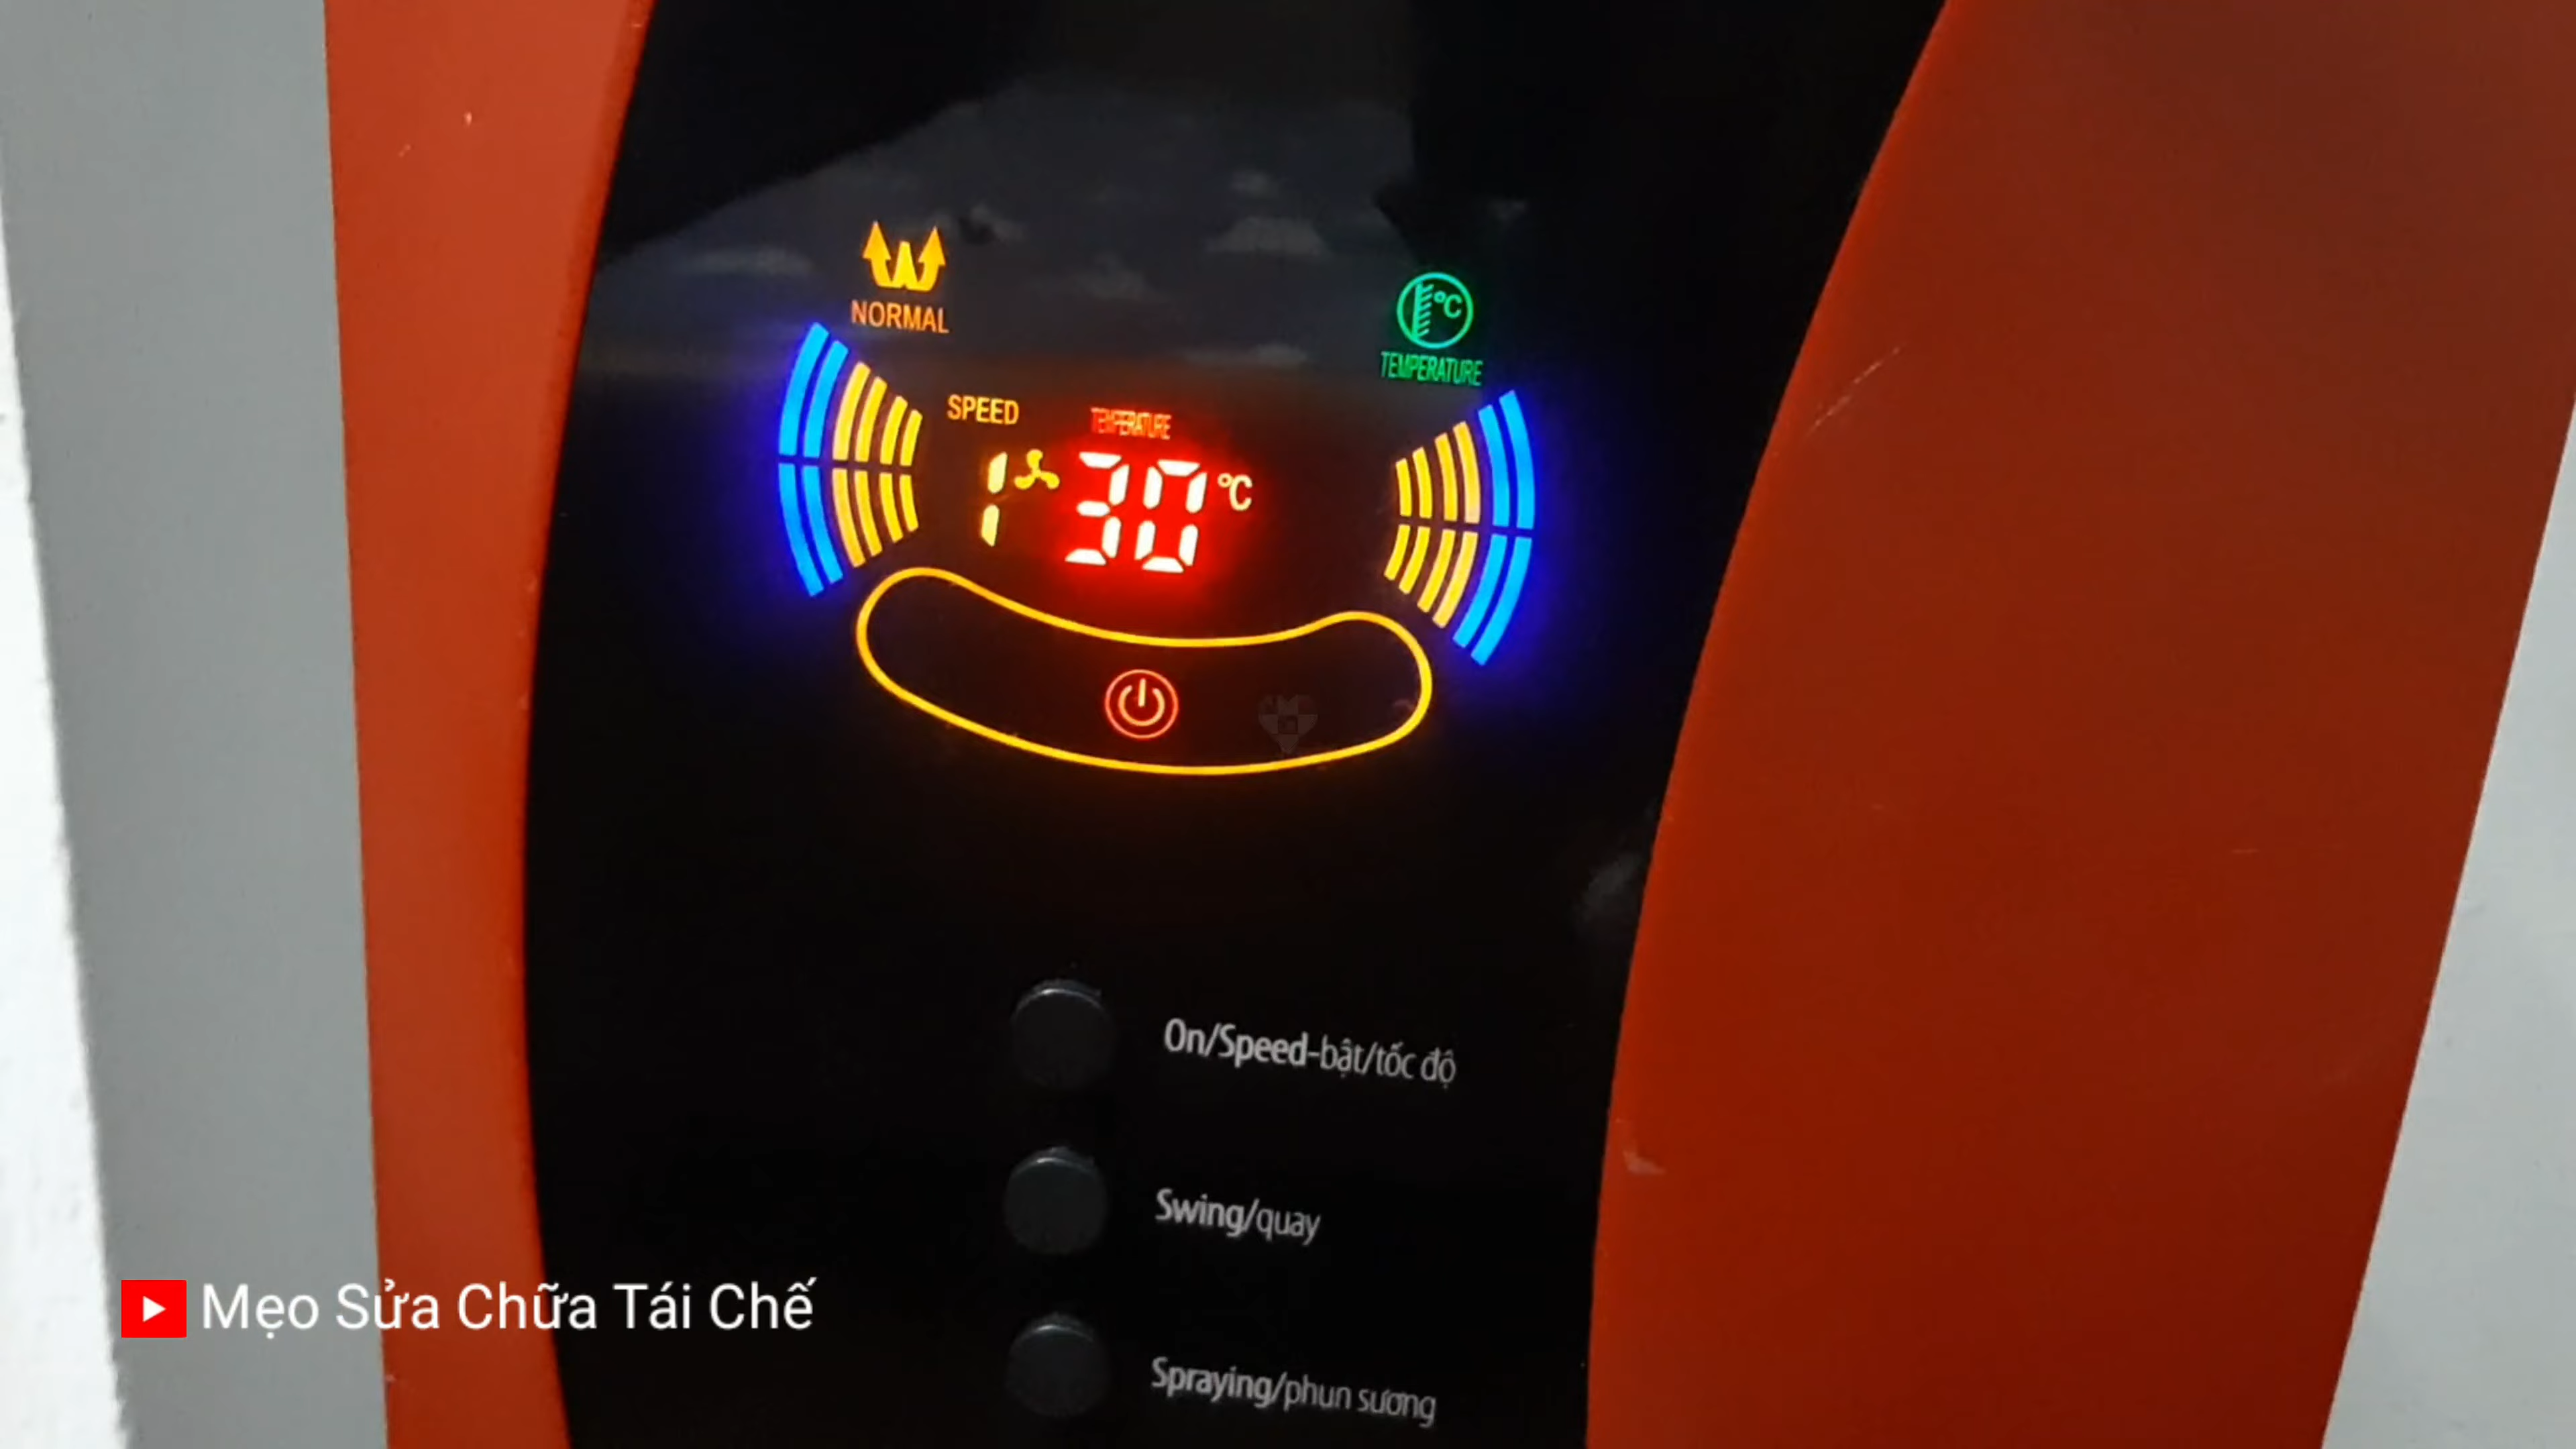 NORMAL
°C
TEMPERATURE
SPEED
TEMPERATURE
1 30 °C
On/Speed-bật/tốc độ
Swing/quay
Spraying/phun sương
Mẹo Sửa Chữa Tái Chế